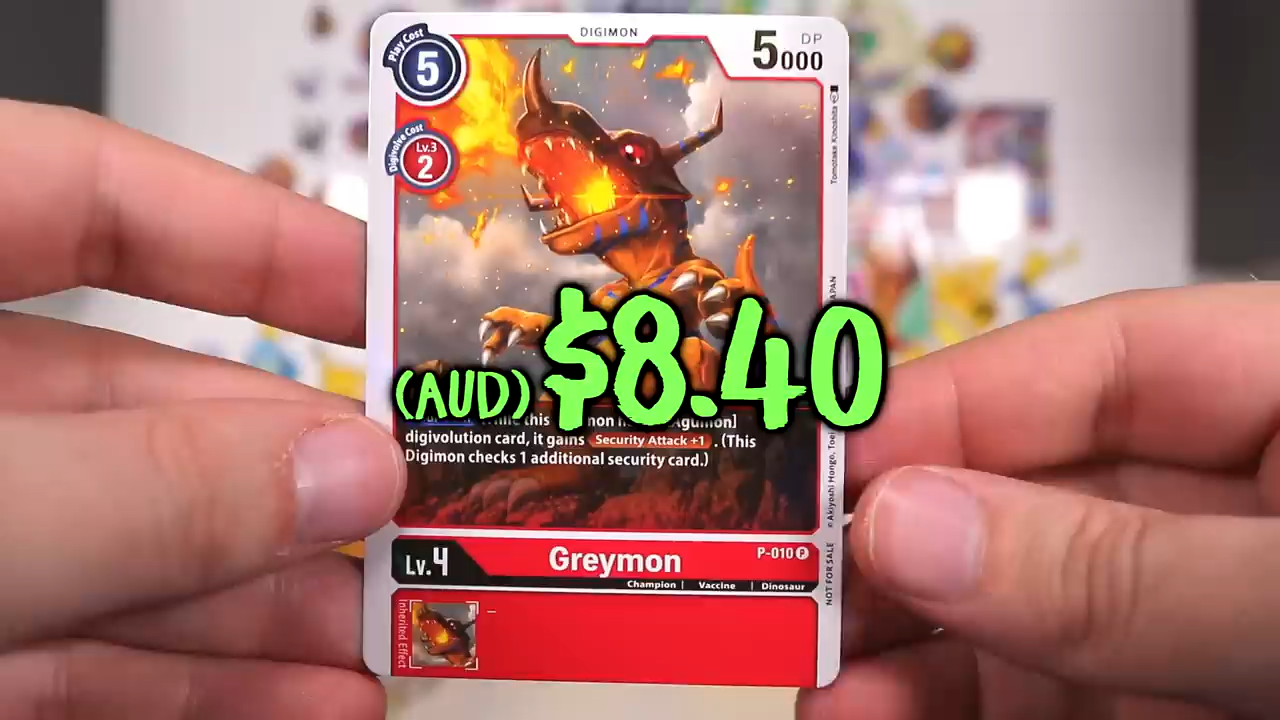 DIGIMON
Play Cost
5
DP
5000
Digivolve Cost
Lv.3
2
Tomotake Kinoshita
(AUD) $8.40
this
digivolution card, it gains Security Attack +1 . (This
Digimon checks 1 additional security card.)
Lv.4
Greymon
P-010 P
Champion | Vaccine | Dinosaur
Inherited Effect
–
© Akiyoshi Hongo, Toei
JAPAN
NOT FOR SALE